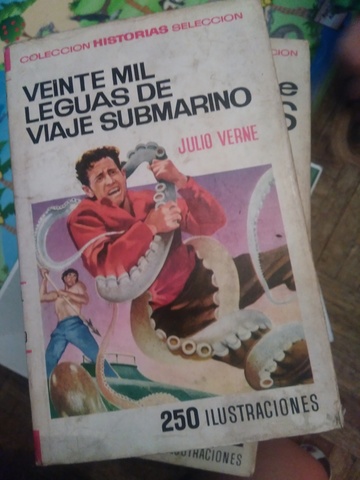 COLECCION HISTORIAS SELECCION
VEINTE MIL
LEGUAS DE
VIAJE SUBMARINO
JULIO VERNE
250 ILUSTRACIONES